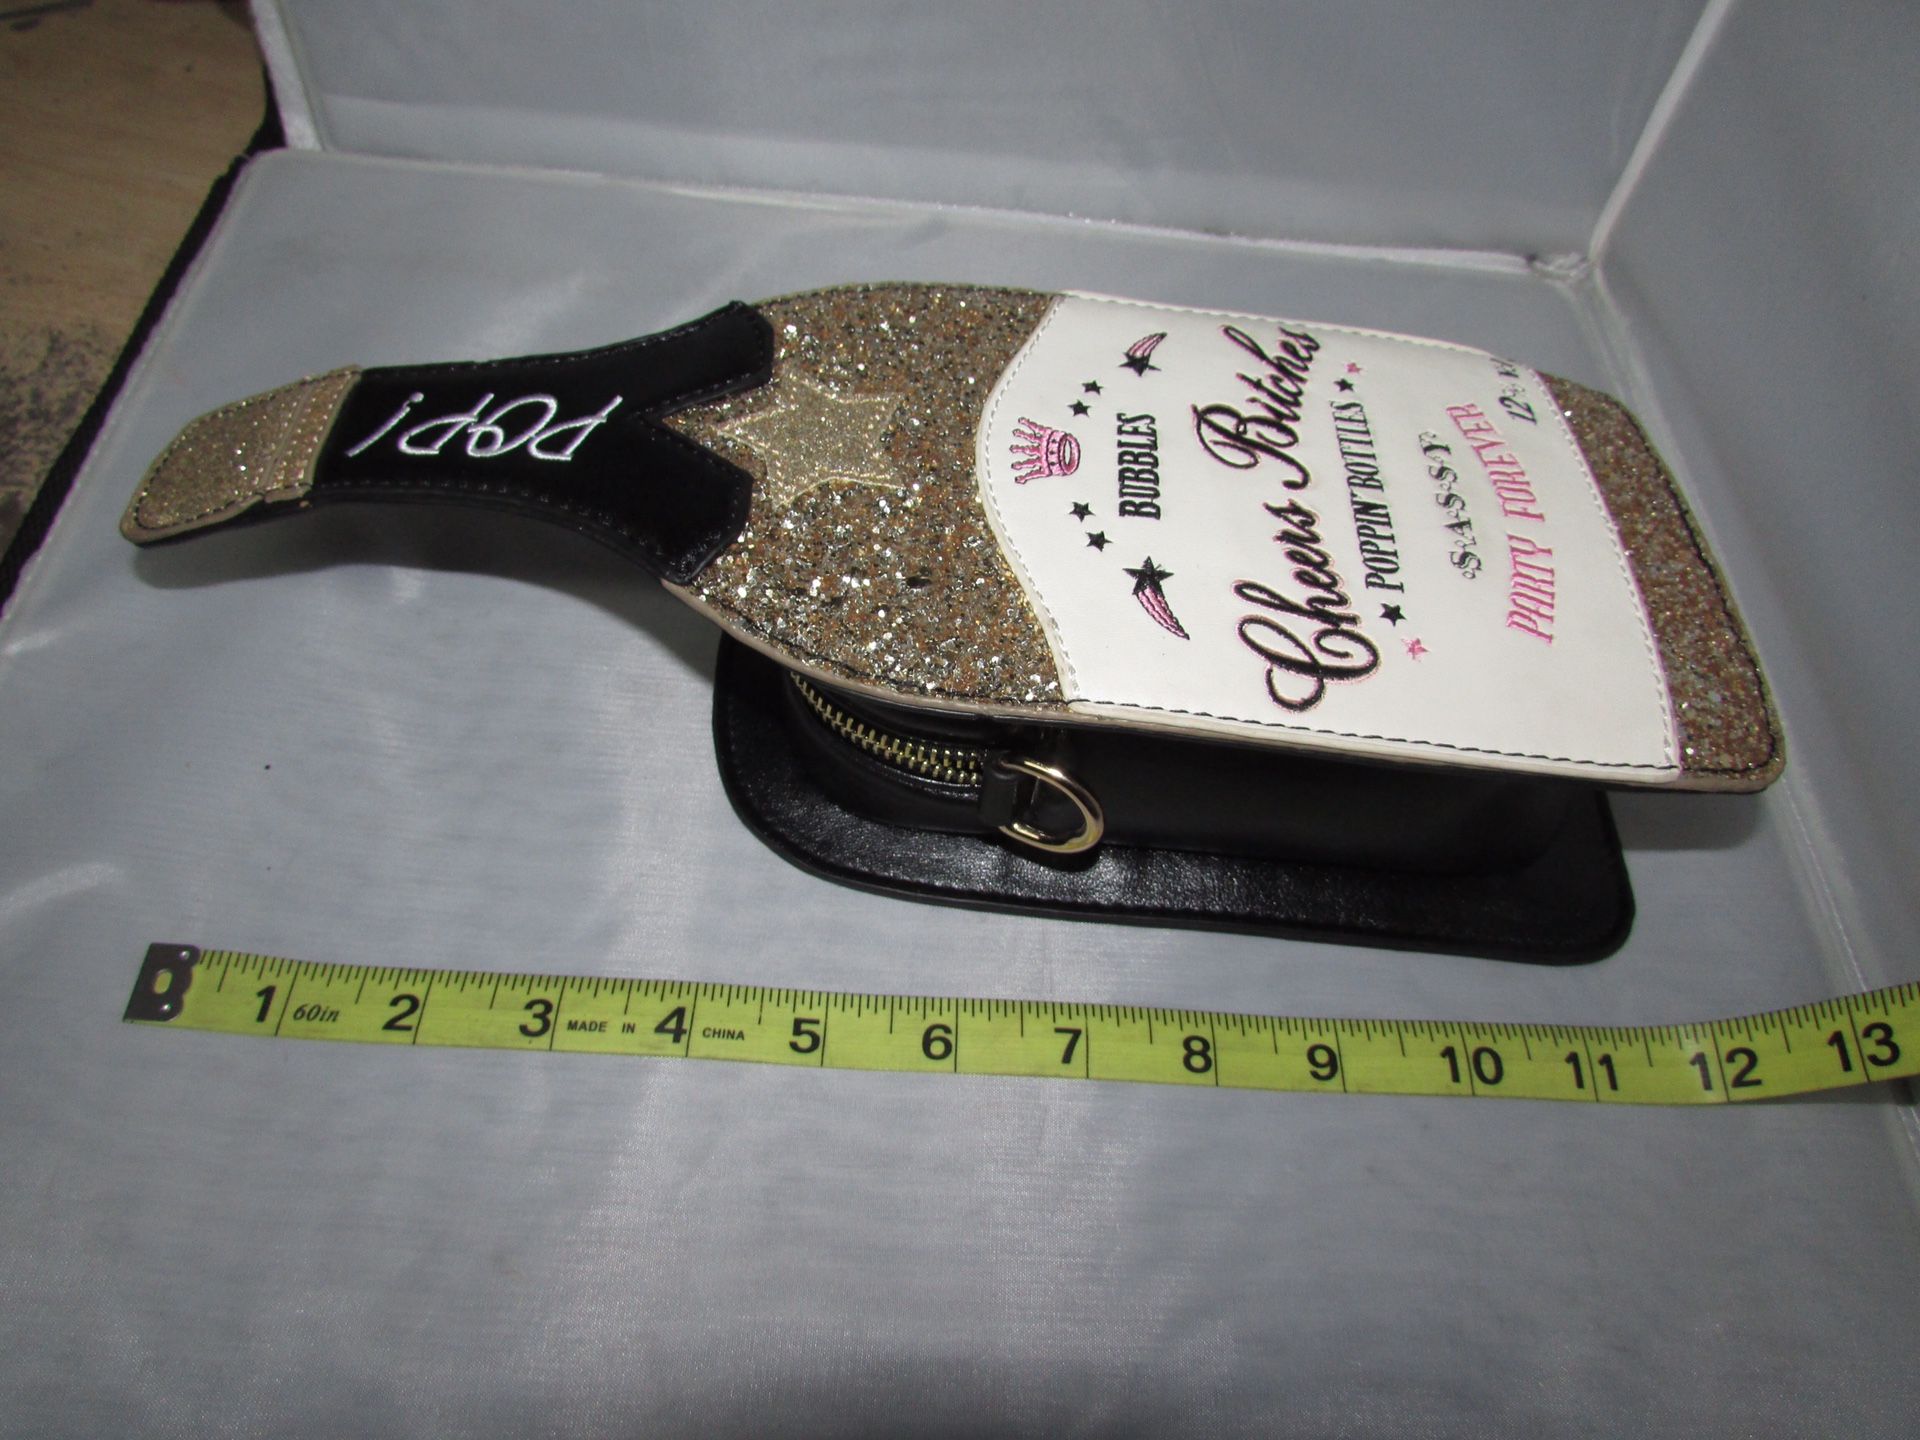 POP!
BUBBLES
Cheers Bitches
POPPIN' BOTTLES
SASSY
PARTY FOREVER
12%
1 60in 2 3 MADE IN 4 CHINA 5 6 7 8 9 10 11 12 13